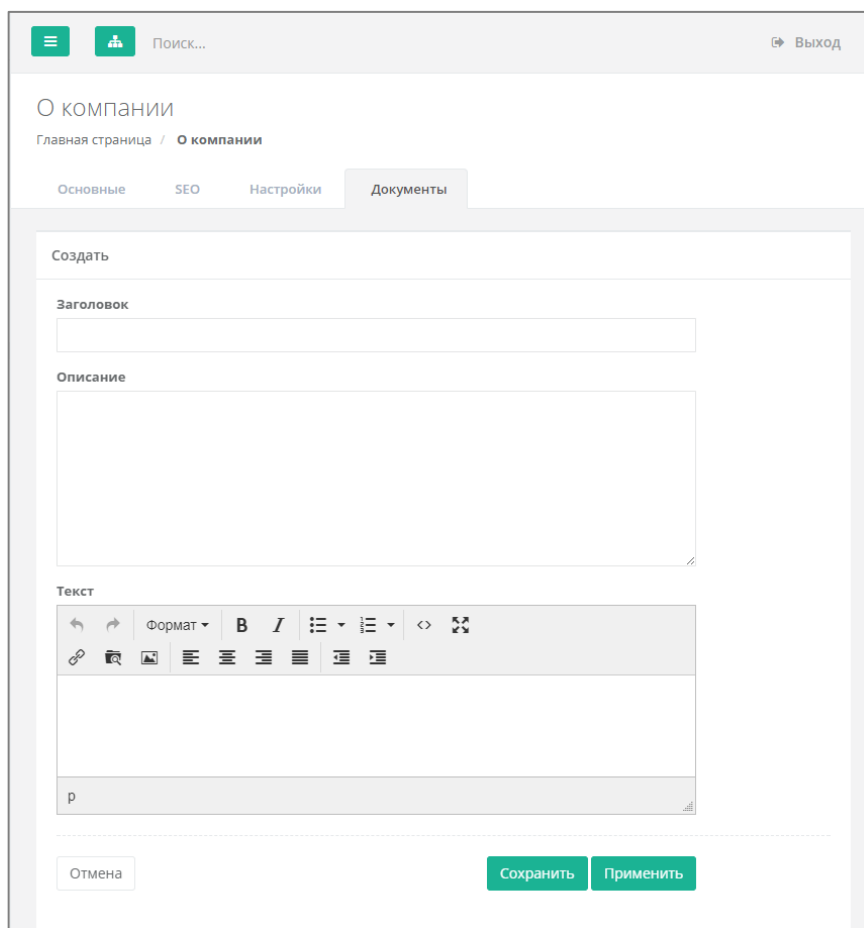 Поиск... Выход
О компании
Главная страница / О компании
Основные SEO Настройки Документы
Создать
Заголовок
Описание
Текст
Формат B I
p
Отмена Сохранить Применить